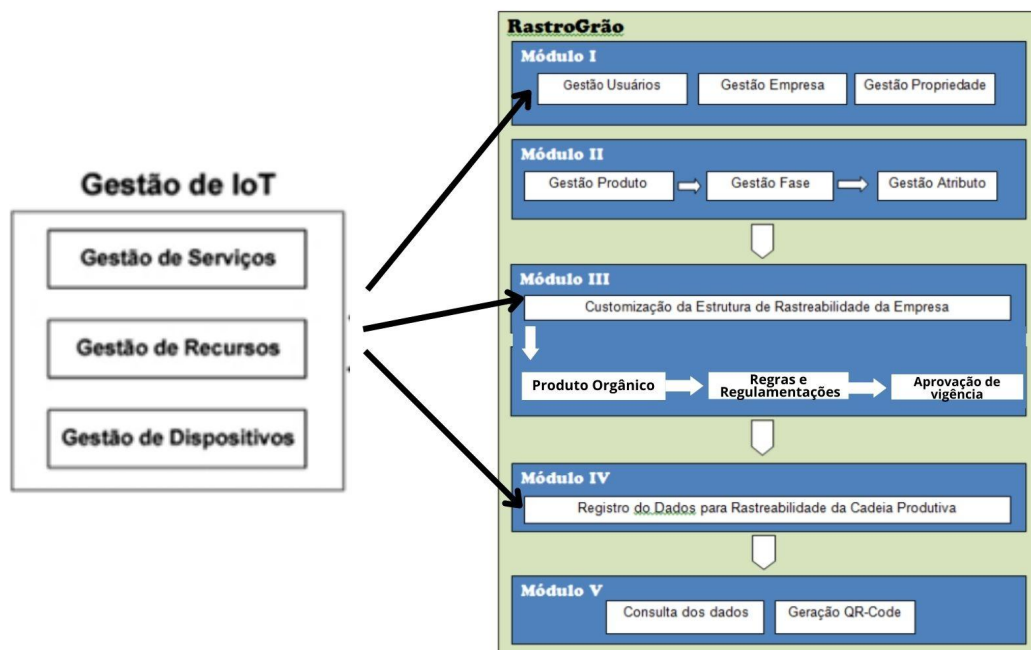 Gestão de IoT
Gestão de Serviços
Gestão de Recursos
Gestão de Dispositivos
RastroGrão
Módulo I
Gestão Usuários
Gestão Empresa
Gestão Propriedade
Módulo II
Gestão Produto
Gestão Fase
Gestão Atributo
Módulo III
Customização da Estrutura de Rastreabilidade da Empresa
Produto Orgânico
Regras e
Regulamentações
Aprovação de
vigência
Módulo IV
Registro do Dados para Rastreabilidade da Cadeia Produtiva
Módulo V
Consulta dos dados
Geração QR-Code